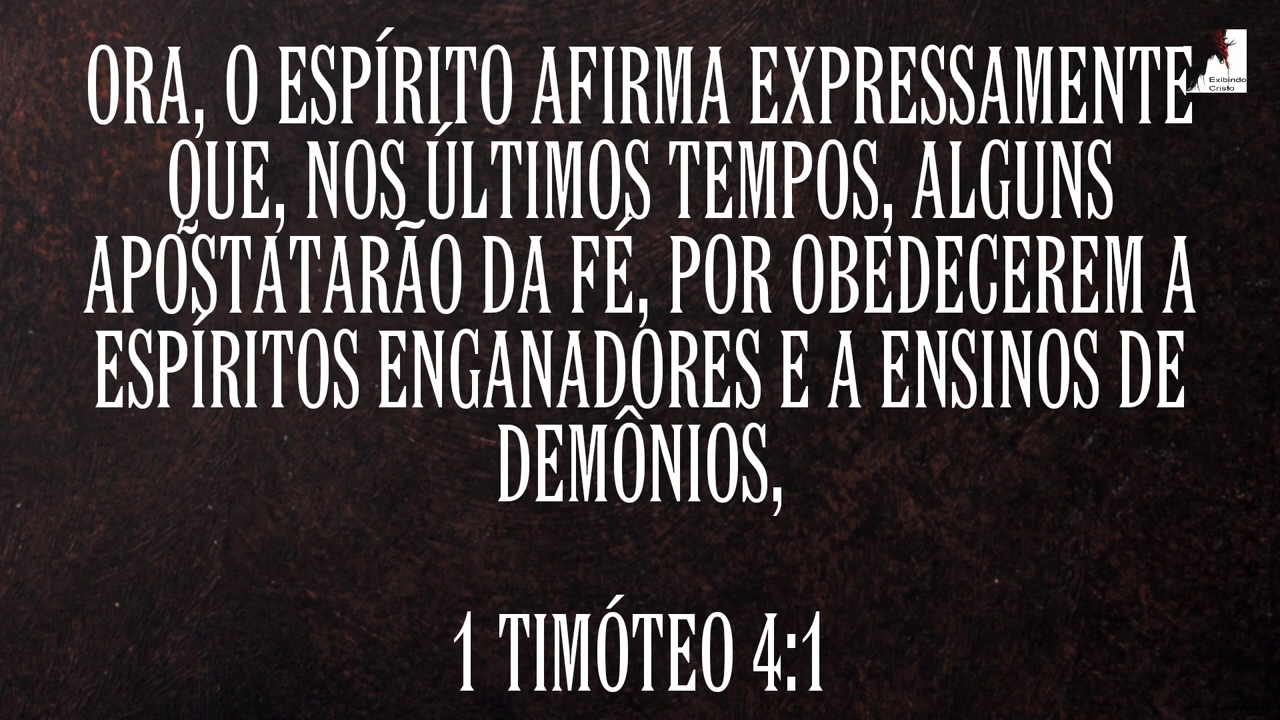 ORA, O ESPÍRITO AFIRMA EXPRESSAMENTE
QUE, NOS ÚLTIMOS TEMPOS, ALGUNS
APOSTATARÃO DA FÉ, POR OBEDECEREM A
ESPÍRITOS ENGANADORES E A ENSINOS DE
DEMÔNIOS,
1 TIMÓTEO 4:1
Exibindo
Cristo